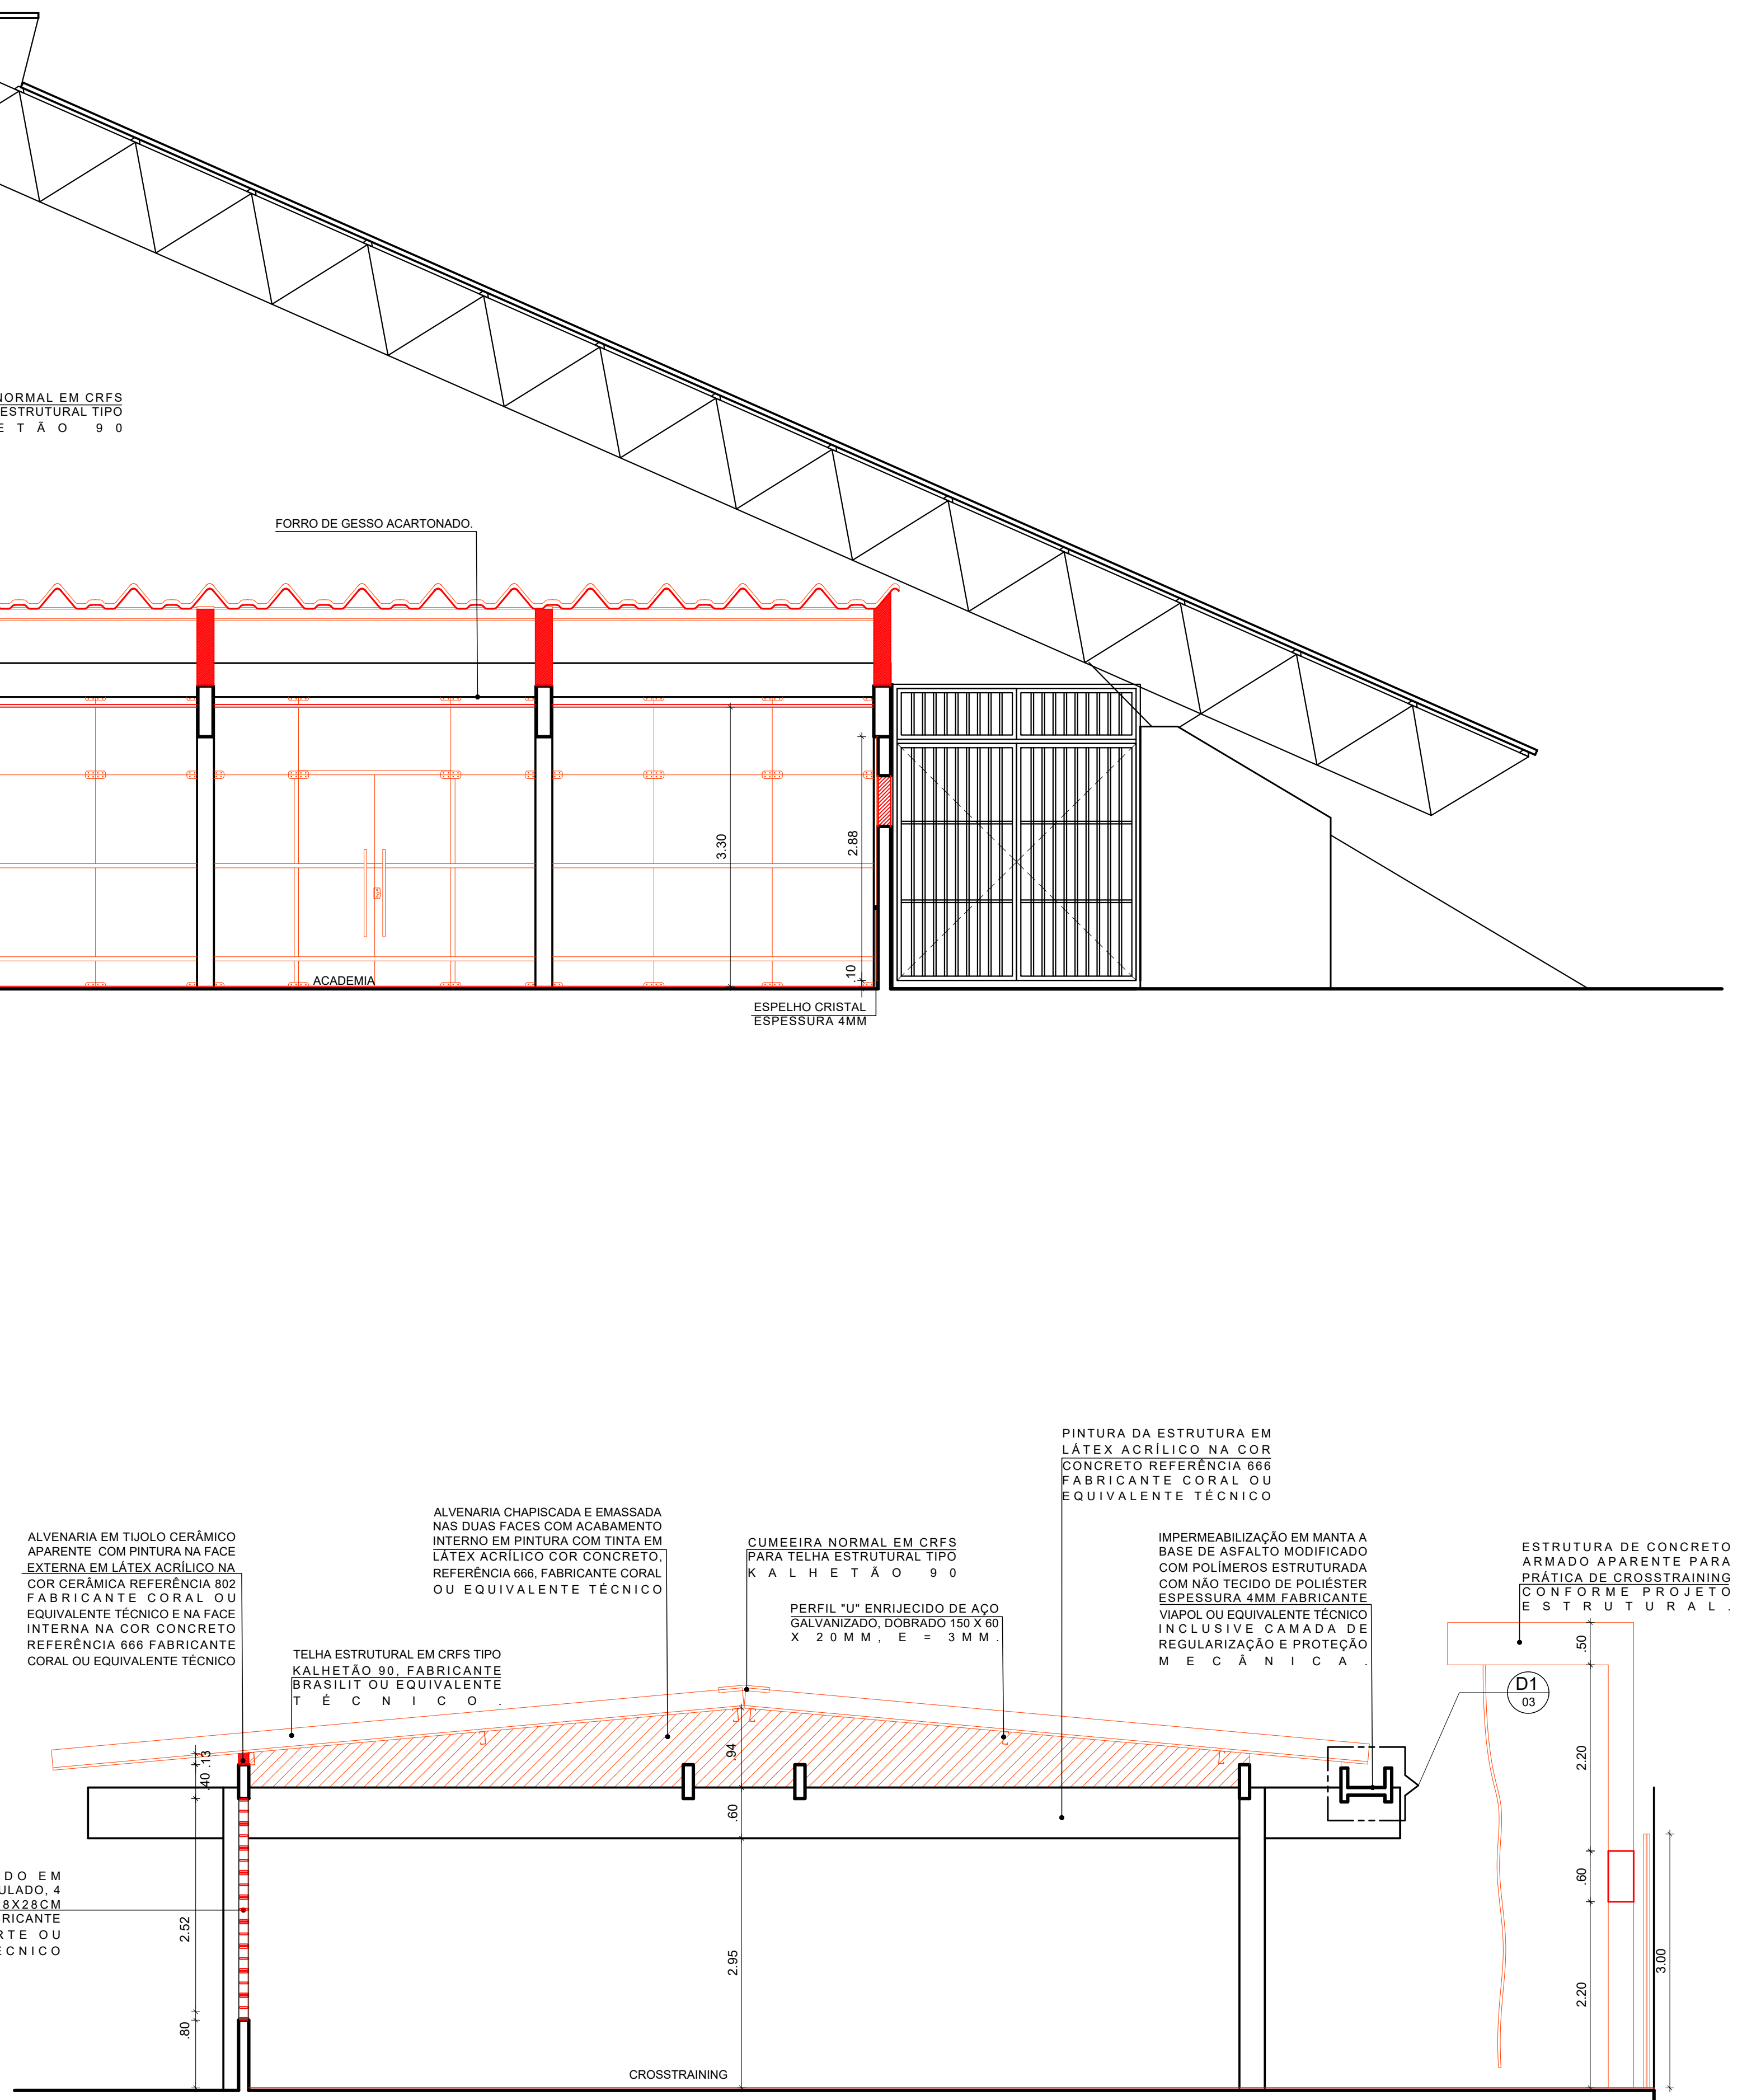 NORMAL EM CRFS
ESTRUTURAL TIPO
E T Ã O 9 0
FORRO DE GESSO ACARTONADO.
3.30
2.88
.10
ACADEMIA
ESPELHO CRISTAL
ESPESSURA 4MM
PINTURA DA ESTRUTURA EM
LÁTEX ACRÍLICO NA COR
CONCRETO REFERÊNCIA 666
FABRICANTE CORAL OU
EQUIVALENTE TÉCNICO
ALVENARIA CHAPISCADA E EMASSADA
NAS DUAS FACES COM ACABAMENTO
INTERNO EM PINTURA COM TINTA EM
LÁTEX ACRÍLICO COR CONCRETO,
REFERÊNCIA 666, FABRICANTE CORAL
OU EQUIVALENTE TÉCNICO
ALVENARIA EM TIJOLO CERÂMICO
APARENTE COM PINTURA NA FACE
EXTERNA EM LÁTEX ACRÍLICO NA
COR CERÂMICA REFERÊNCIA 802
FABRICANTE CORAL OU
EQUIVALENTE TÉCNICO E NA FACE
INTERNA NA COR CONCRETO
REFERÊNCIA 666 FABRICANTE
CORAL OU EQUIVALENTE TÉCNICO
CUMEEIRA NORMAL EM CRFS
PARA TELHA ESTRUTURAL TIPO
K A L H E T Ã O 9 0
IMPERMEABILIZAÇÃO EM MANTA A
BASE DE ASFALTO MODIFICADO
COM POLÍMEROS ESTRUTURADA
COM NÃO TECIDO DE POLIÉSTER
ESPESSURA 4MM FABRICANTE
VIAPOL OU EQUIVALENTE TÉCNICO
INCLUSIVE CAMADA DE
REGULARIZAÇÃO E PROTEÇÃO
M E C Â N I C A .
ESTRUTURA DE CONCRETO
ARMADO APARENTE PARA
PRÁTICA DE CROSSTRAINING
CONFORME PROJETO
E S T R U T U R A L .
PERFIL "U" ENRIJECIDO DE AÇO
GALVANIZADO, DOBRADO 150 X 60
X 20MM, E = 3MM.
TELHA ESTRUTURAL EM CRFS TIPO
KALHETÃO 90, FABRICANTE
BRASILIT OU EQUIVALENTE
T É C N I C O .
.50
D1
03
.13
.40
.94
2.20
.60
.60
DO EM
ULADO, 4
8X28CM
RICANTE
RTE OU
ÉCNICO
2.52
2.95
3.00
2.20
.80
CROSSTRAINING